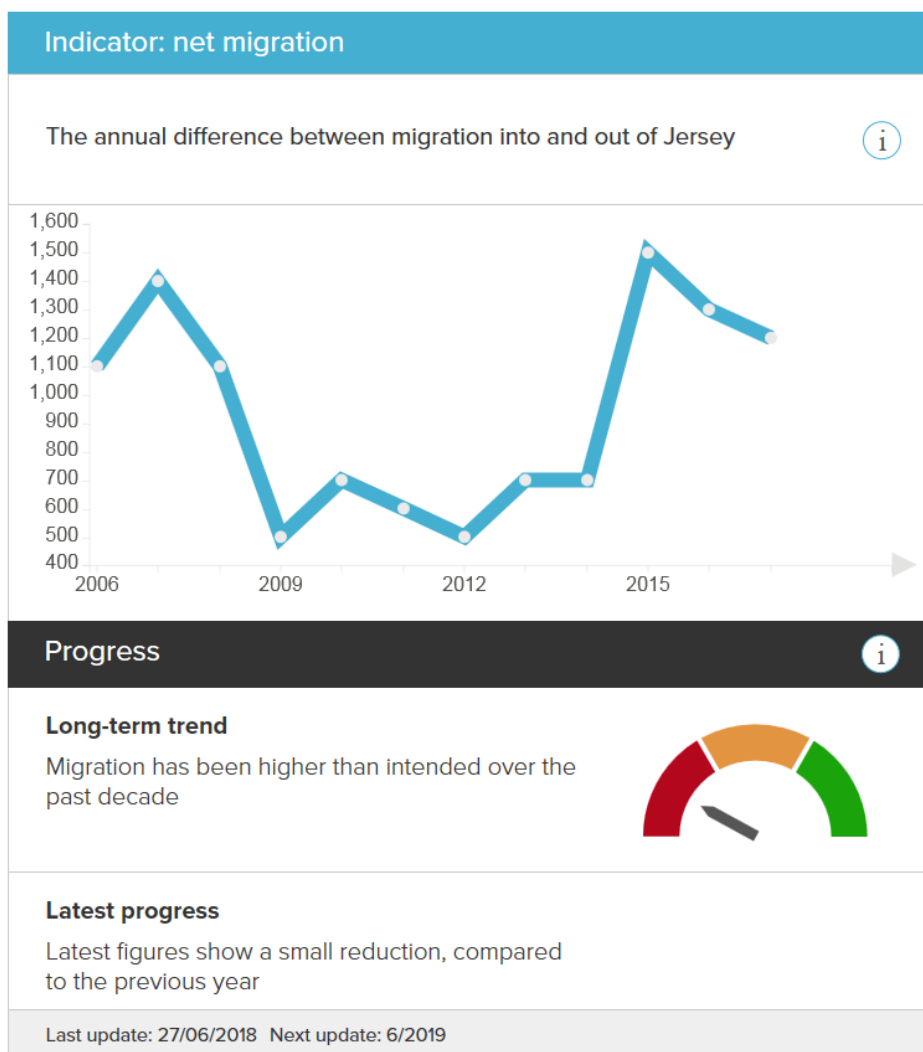 Indicator: net migration
The annual difference between migration into and out of Jersey
i
1,600
1,500
1,400
1,300
1,200
1,100
1,000
900
800
700
600
500
400
2006 2009 2012 2015
Progress
i
Long-term trend
Migration has been higher than intended over the
past decade
Latest progress
Latest figures show a small reduction, compared
to the previous year
Last update: 27/06/2018 Next update: 6/2019